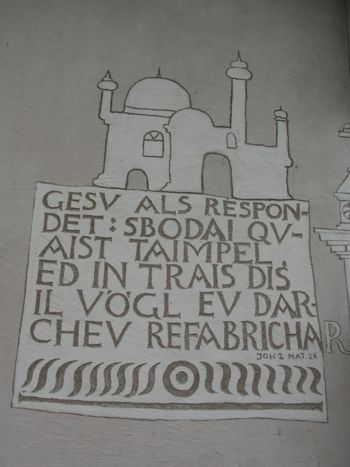 GESV ALS RESPON-
DET: SBODAI QV-
AIST TAIMPEL,
ED IN TRAIS DIS
IL VÖGL EV DAR-
CHEV REFABRICHAR
JOH 2 MAT. 26